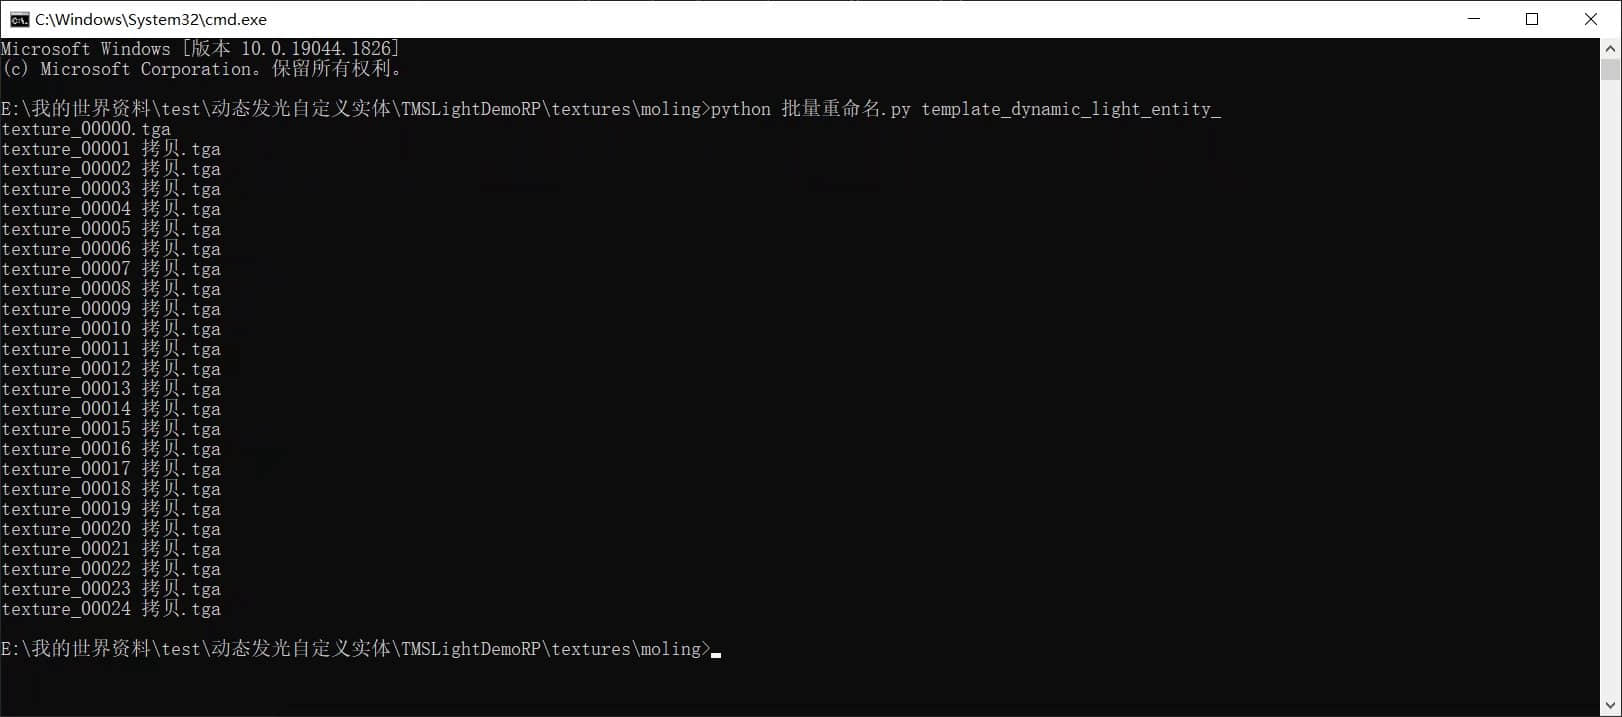 C:\Windows\System32\cmd.exe
Microsoft Windows [版本 10.0.19044.1826]
(c) Microsoft Corporation。保留所有权利。
E:\我的世界资料\test\动态发光自定义实体\TMSLightDemoRP\textures\moling>python 批量重命名.py template_dynamic_light_entity_
texture_00000.tga
texture_00001 拷贝.tga
texture_00002 拷贝.tga
texture_00003 拷贝.tga
texture_00004 拷贝.tga
texture_00005 拷贝.tga
texture_00006 拷贝.tga
texture_00007 拷贝.tga
texture_00008 拷贝.tga
texture_00009 拷贝.tga
texture_00010 拷贝.tga
texture_00011 拷贝.tga
texture_00012 拷贝.tga
texture_00013 拷贝.tga
texture_00014 拷贝.tga
texture_00015 拷贝.tga
texture_00016 拷贝.tga
texture_00017 拷贝.tga
texture_00018 拷贝.tga
texture_00019 拷贝.tga
texture_00020 拷贝.tga
texture_00021 拷贝.tga
texture_00022 拷贝.tga
texture_00023 拷贝.tga
texture_00024 拷贝.tga
E:\我的世界资料\test\动态发光自定义实体\TMSLightDemoRP\textures\moling>